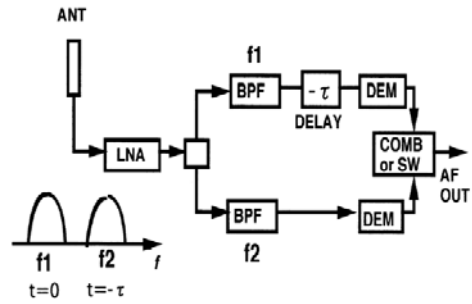 ANT
f1
BPF
- τ
DEM
DELAY
LNA
COMB
or SW
AF
OUT
BPF
DEM
f2
f1 f2 f
t=0 t=-τ